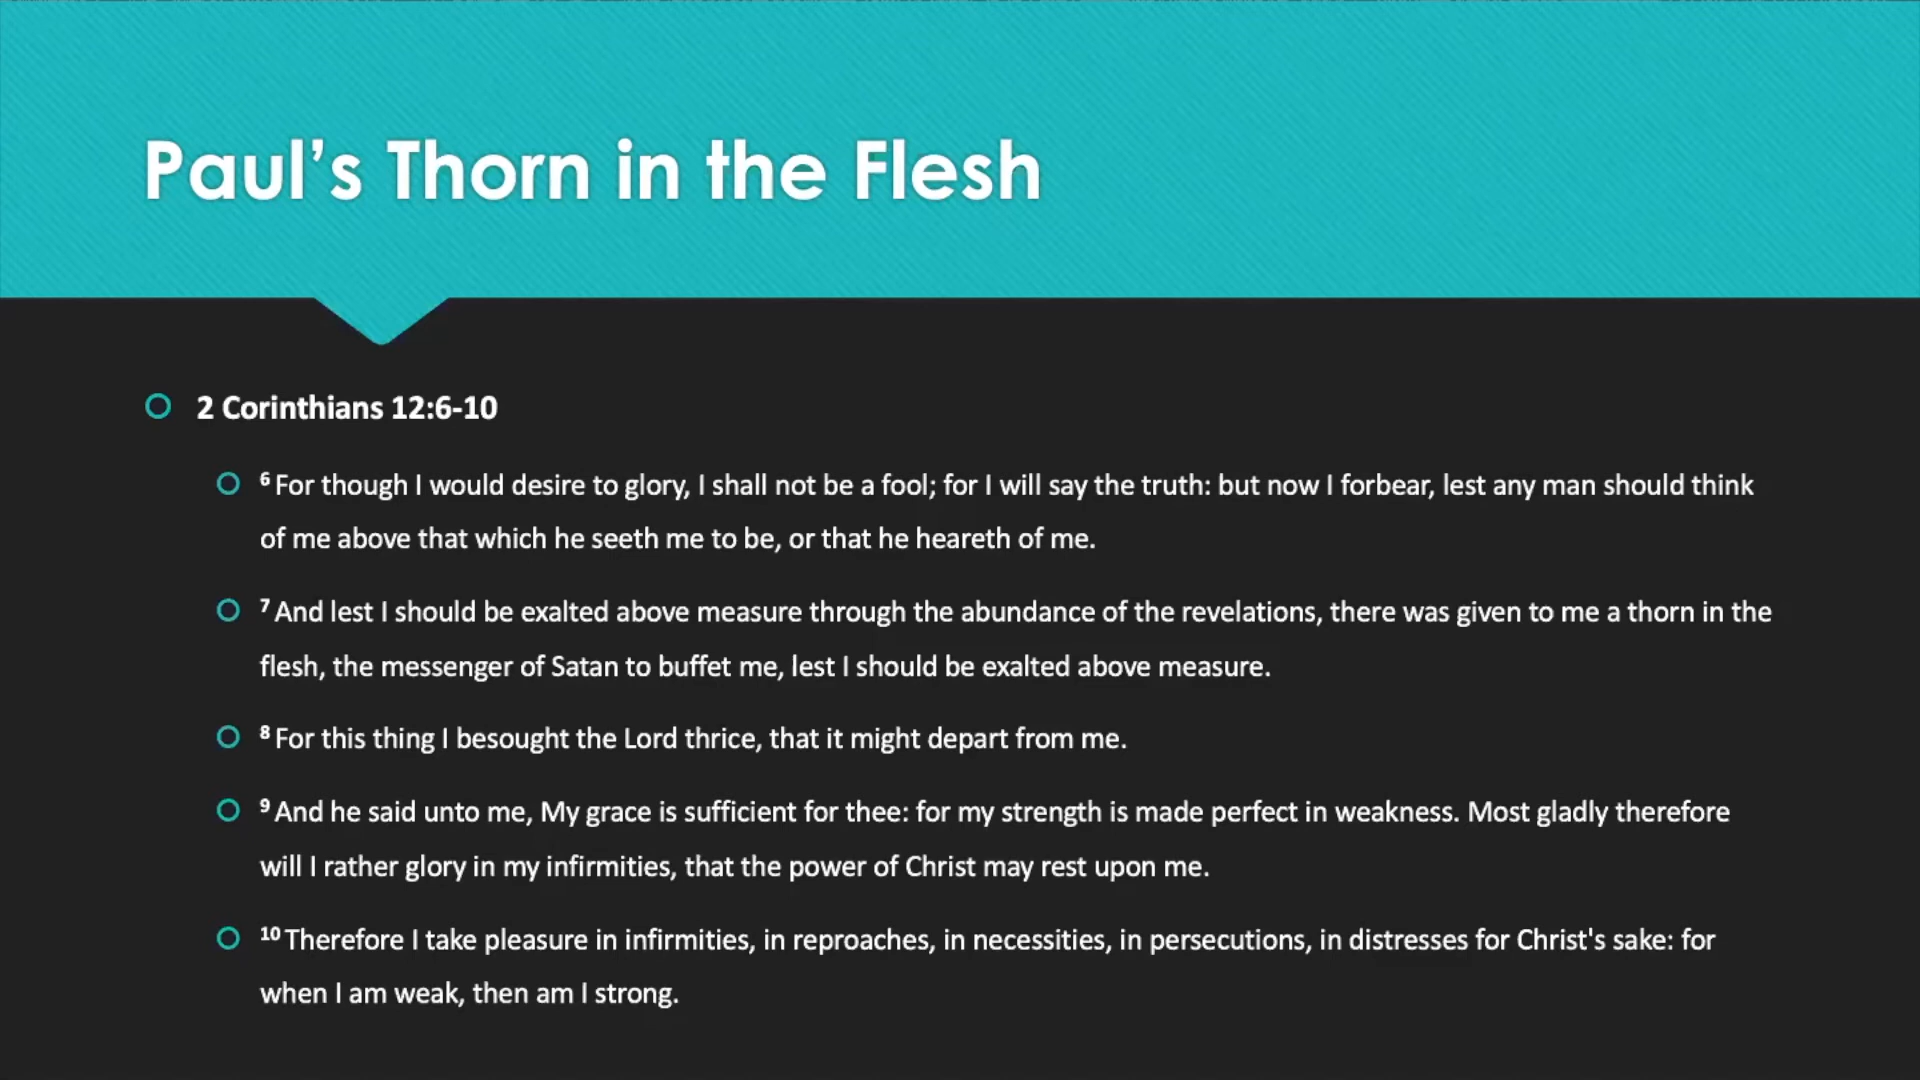 Paul’s Thorn in the Flesh
2 Corinthians 12:6-10
6 For though I would desire to glory, I shall not be a fool; for I will say the truth: but now I forbear, lest any man should think
of me above that which he seeth me to be, or that he heareth of me.
7 And lest I should be exalted above measure through the abundance of the revelations, there was given to me a thorn in the
flesh, the messenger of Satan to buffet me, lest I should be exalted above measure.
8 For this thing I besought the Lord thrice, that it might depart from me.
9 And he said unto me, My grace is sufficient for thee: for my strength is made perfect in weakness. Most gladly therefore
will I rather glory in my infirmities, that the power of Christ may rest upon me.
10 Therefore I take pleasure in infirmities, in reproaches, in necessities, in persecutions, in distresses for Christ's sake: for
when I am weak, then am I strong.